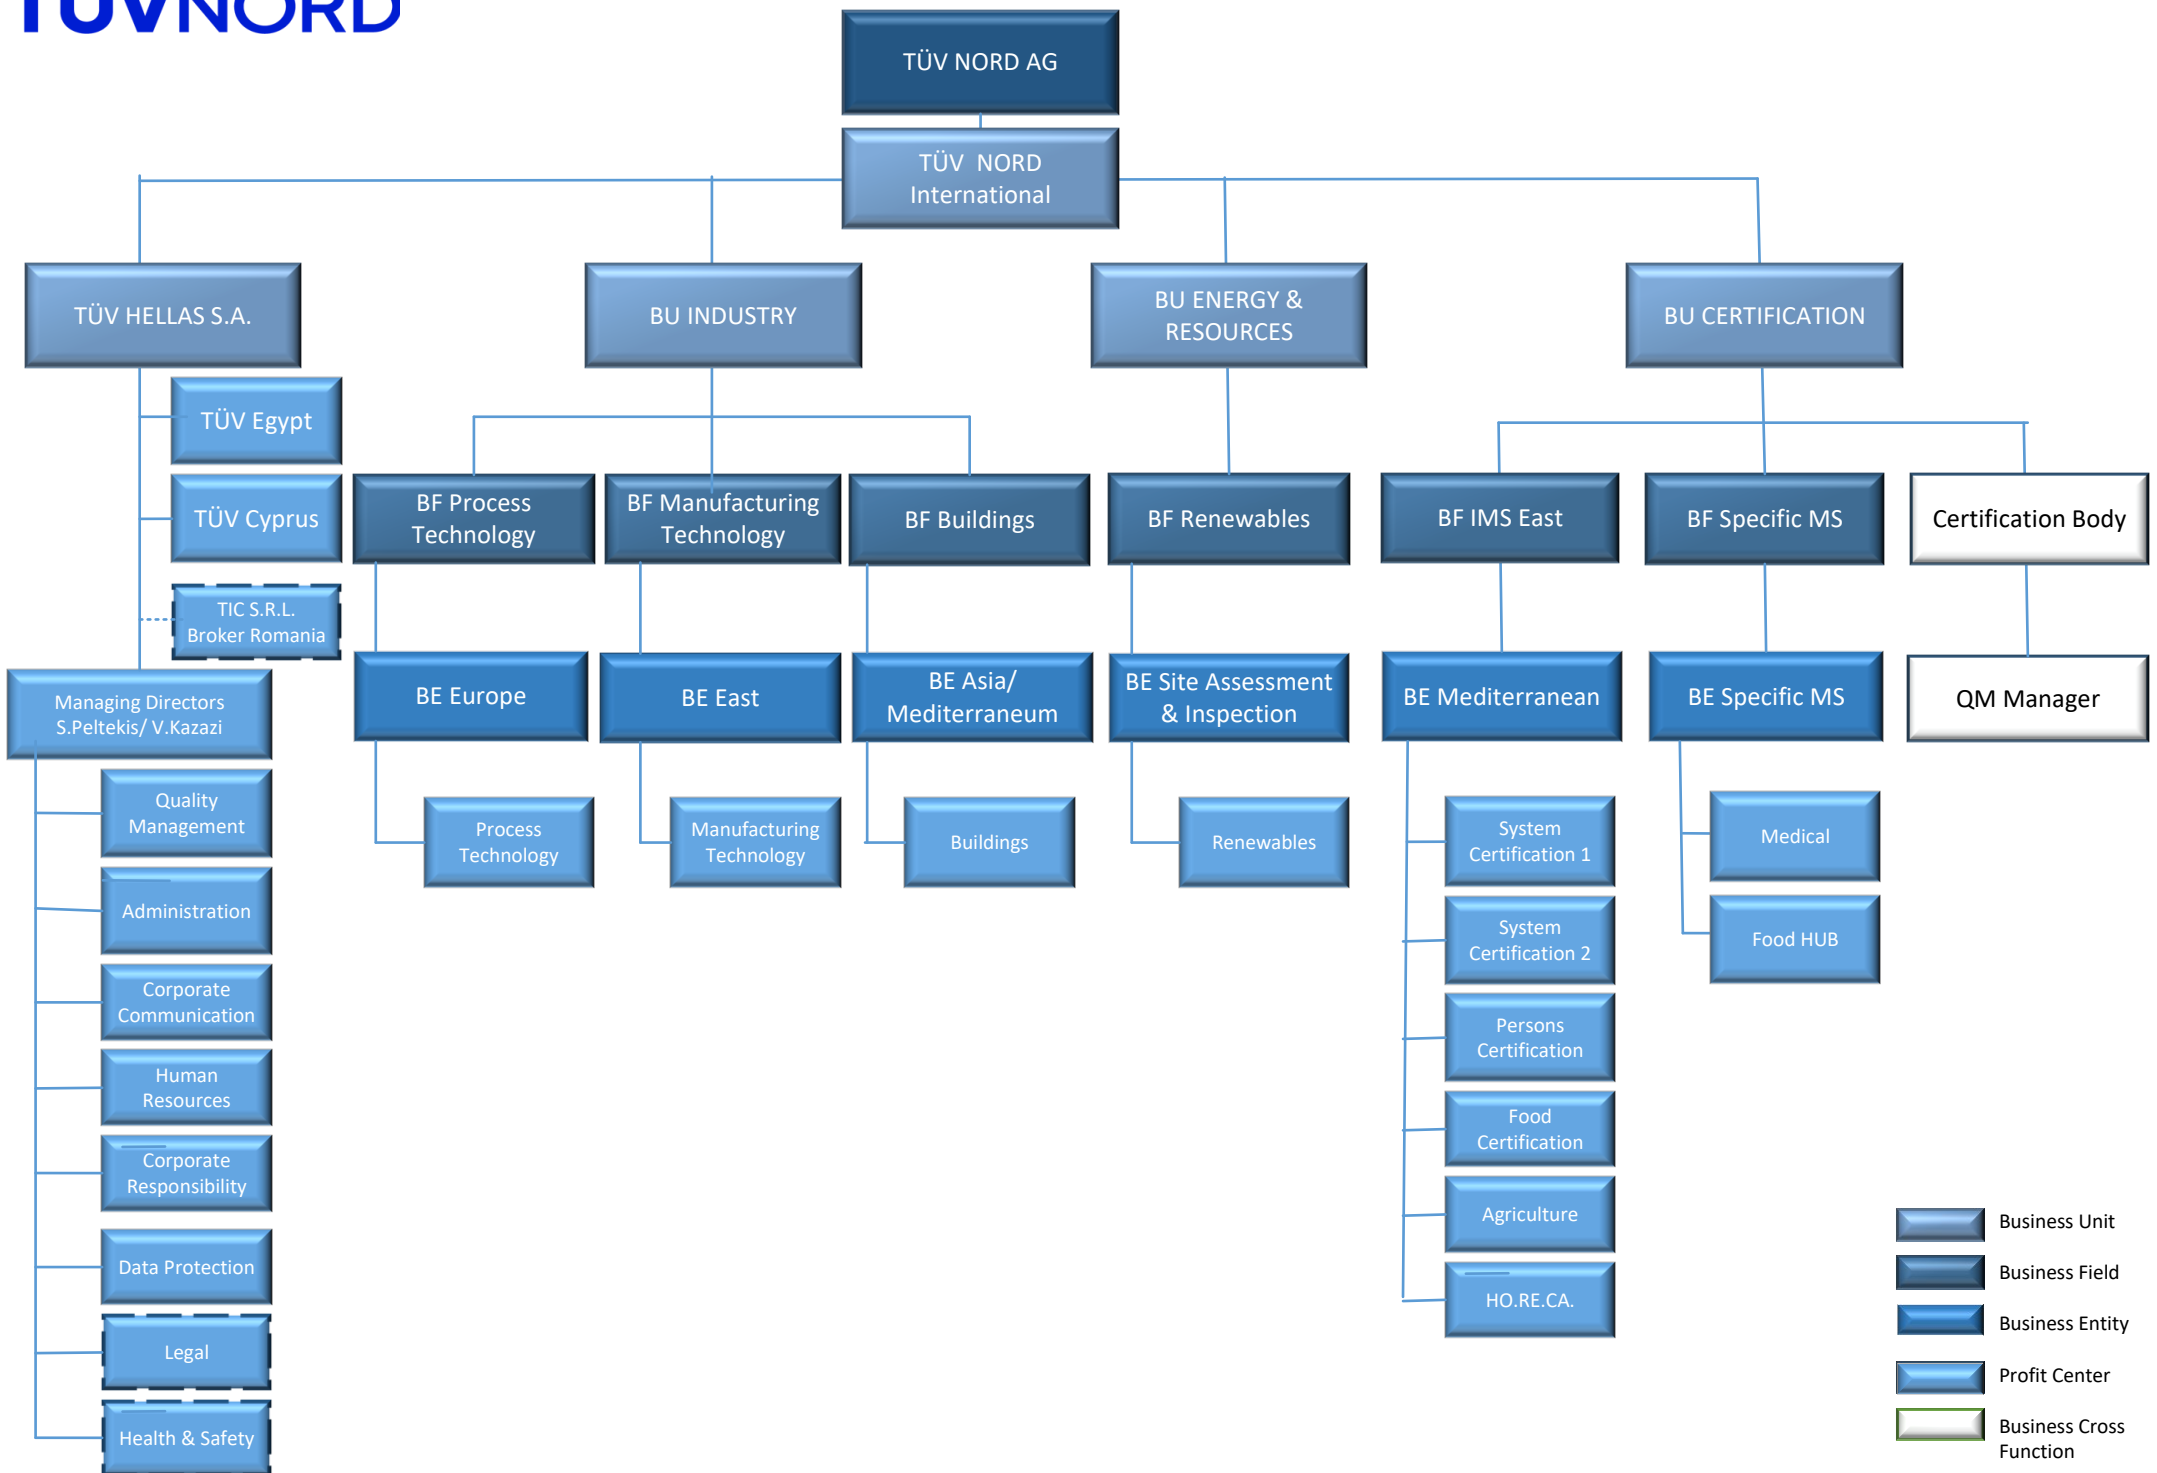 TÜVNORD
TÜV NORD AG
TÜV NORD
International
TÜV HELLAS S.A.
BU INDUSTRY
BU ENERGY &
RESOURCES
BU CERTIFICATION
TÜV Egypt
TÜV Cyprus
TIC S.R.L.
Broker Romania
BF Process
Technology
BF Manufacturing
Technology
BF Buildings
BF Renewables
BF IMS East
BF Specific MS
Certification Body
Managing Directors
S.Peltekis/ V.Kazazi
BE Europe
BE East
BE Asia/
Mediterraneum
BE Site Assessment
& Inspection
BE Mediterranean
BE Specific MS
QM Manager
Quality
Management
Administration
Corporate
Communication
Human
Resources
Corporate
Responsibility
Data Protection
Legal
Health & Safety
Process
Technology
Manufacturing
Technology
Buildings
Renewables
System
Certification 1
System
Certification 2
Persons
Certification
Food
Certification
Agriculture
HO.RE.CA.
Medical
Food HUB
Business Unit
Business Field
Business Entity
Profit Center
Business Cross
Function